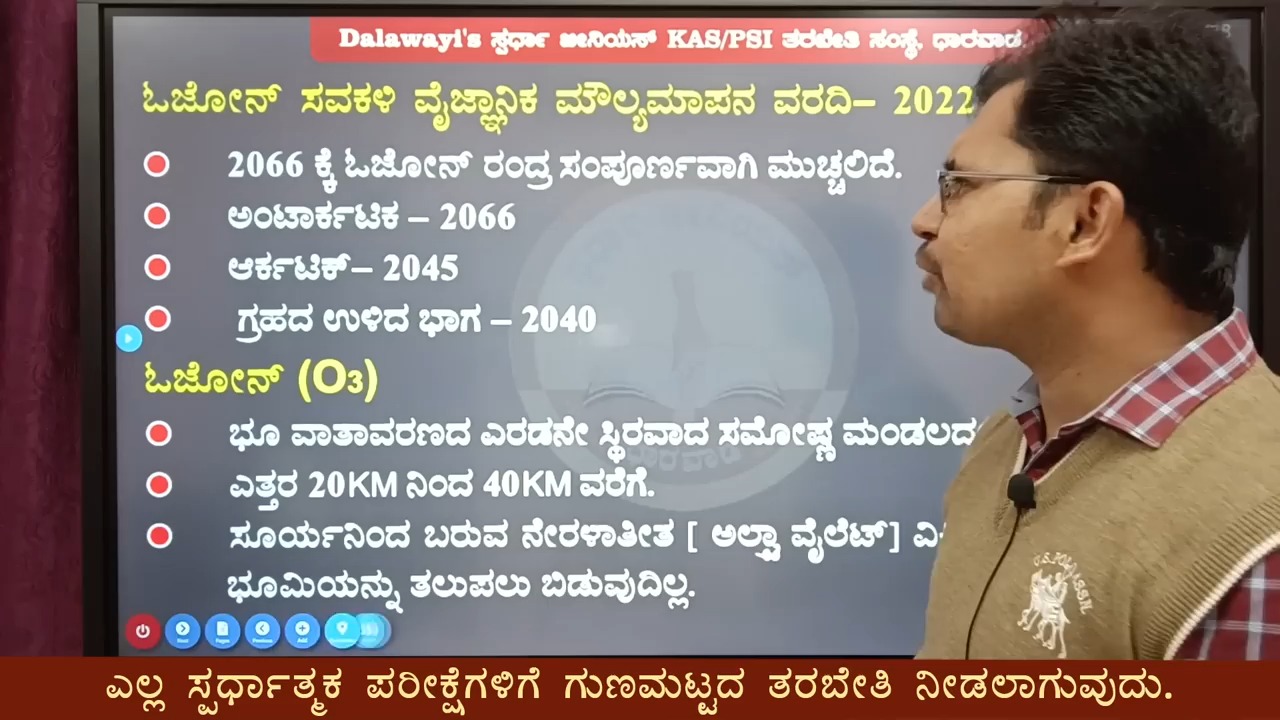 Dalawayi's ಸ್ಪರ್ಧಾ ಜೀನಿಯಸ್ KAS/PSI ತರಬೇತಿ ಸಂಸ್ಥೆ, ಧಾರವಾಡ.
ಓಜೋನ್ ಸವಕಳಿ ವೈಜ್ಞಾನಿಕ ಮೌಲ್ಯಮಾಪನ ವರದಿ– 2022
2066 ಕ್ಕೆ ಓಜೋನ್ ರಂದ್ರ ಸಂಪೂರ್ಣವಾಗಿ ಮುಚ್ಚಲಿದೆ.
ಅಂಟಾರ್ಕಟಿಕ – 2066
ಆರ್ಕಟಿಕ್– 2045
ಗ್ರಹದ ಉಳಿದ ಭಾಗ – 2040
ಓಜೋನ್ (O3)
ಭೂ ವಾತಾವರಣದ ಎರಡನೇ ಸ್ಥಿರವಾದ ಸಮೋಷ್ಣ ಮಂಡಲದ
ಎತ್ತರ 20KM ನಿಂದ 40KM ವರೆಗೆ.
ಸೂರ್ಯನಿಂದ ಬರುವ ನೇರಳಾತೀತ [ ಅಲ್ಟ್ರಾ ವೈಲೆಟ್]
ಭೂಮಿಯನ್ನು ತಲುಪಲು ಬಿಡುವುದಿಲ್ಲ.
ಎಲ್ಲ ಸ್ಪರ್ಧಾತ್ಮಕ ಪರೀಕ್ಷೆಗಳಿಗೆ ಗುಣಮಟ್ಟದ ತರಬೇತಿ ನೀಡಲಾಗುವುದು.